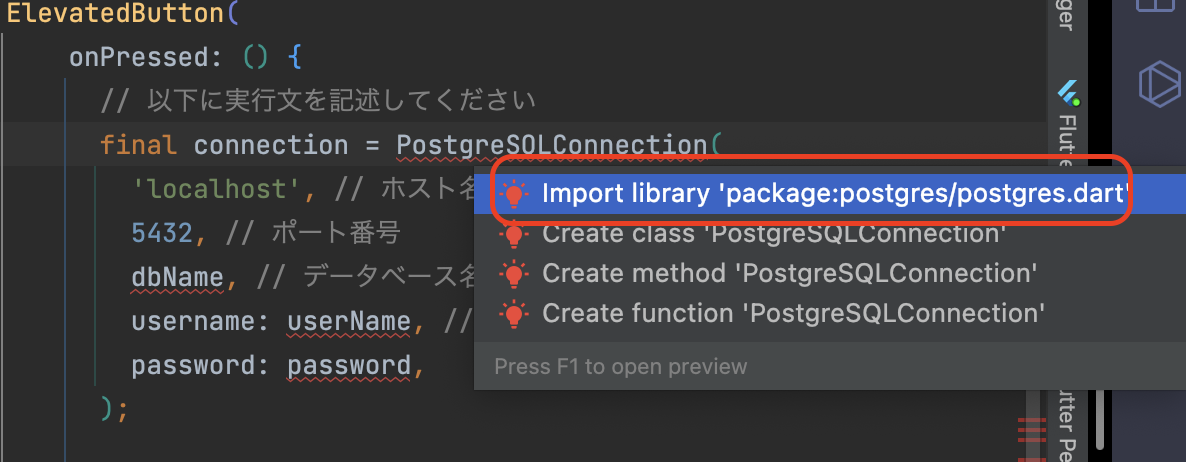 ElevatedButton(
onPressed: () {
// 以下に実行文を記述してください
final connection = PostgreSQLConnection(
'localhost', // ホスト名
Import library 'package:postgres/postgres.dart'
5432, // ポート番号
Create class 'PostgreSQLConnection'
dbName, // データベース名
Create method 'PostgreSQLConnection'
username: userName, //
Create function 'PostgreSQLConnection'
password: password,
Press F1 to open preview
);
ger
Flutte
utter Pe